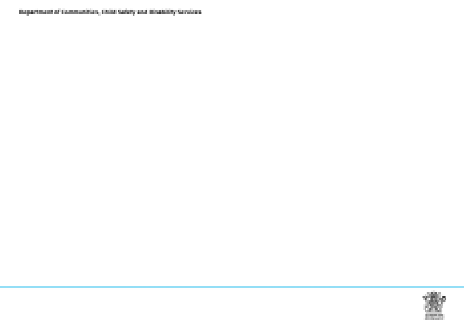 Department of Communities, Child Safety and Disability Services